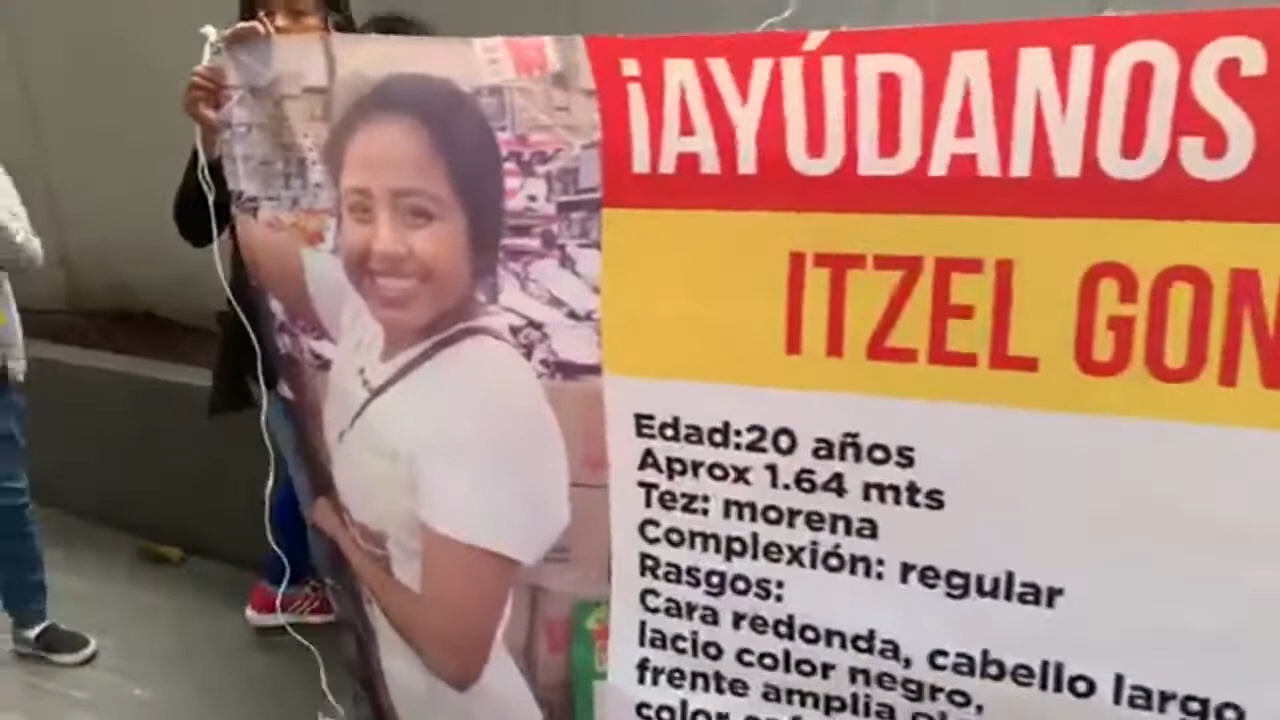 ¡AYÚDANOS
ITZEL GON
Edad:20 años
Aprox 1.64 mts
Tez: morena
Complexión: regular
Rasgos:
Cara redonda, cabello largo
lacio color negro,
frente amplia
color